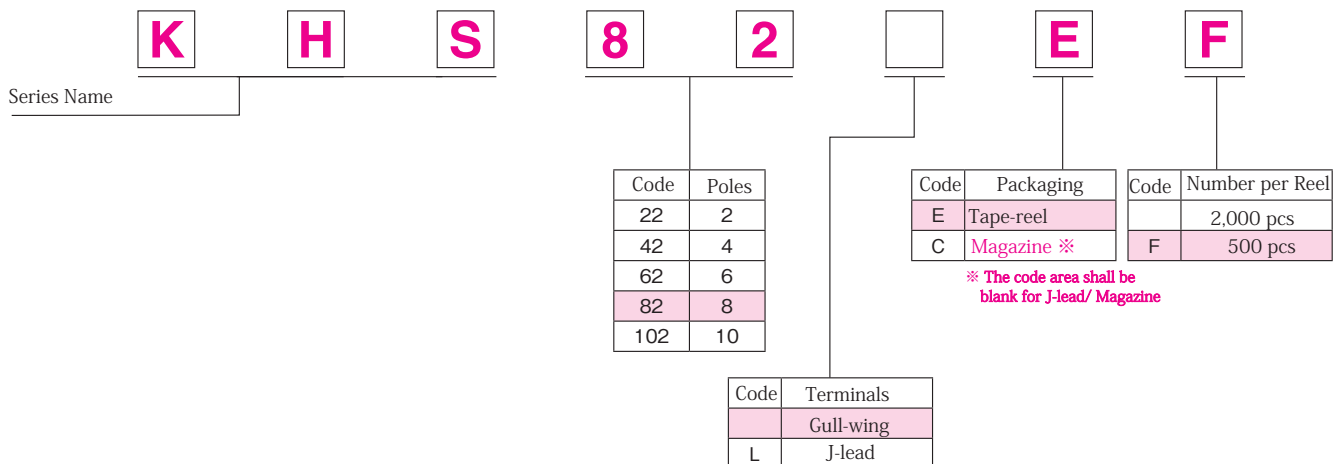 K H S 8 2 E F
Series Name
Code Poles
22 2
42 4
62 6
82 8
102 10
Code Packaging
E Tape-reel
C Magazine ※
※ The code area shall be
blank for J-lead/ Magazine
Code Number per Reel
2,000 pcs
F 500 pcs
Code Terminals
Gull-wing
L J-lead